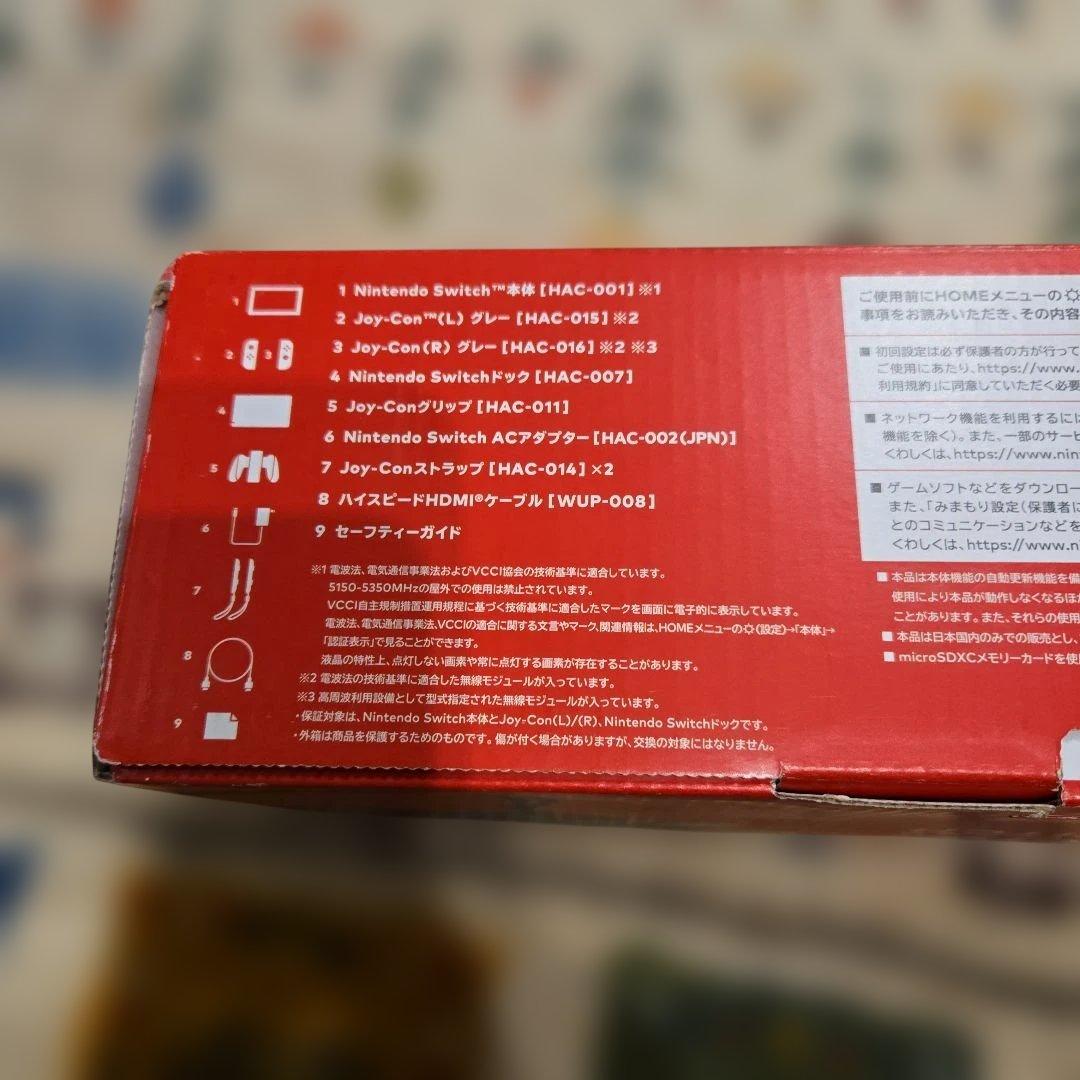 1 Nintendo Switch™本体[HAC-001]※1
2 Joy-Con™(L) グレー[HAC-015]※2
3 Joy-Con(R) グレー[HAC-016]※2 ※3
4 Nintendo Switchドック[HAC-007]
5 Joy-Conグリップ[HAC-011]
6 Nintendo Switch ACアダプター[HAC-002(JPN)]
7 Joy-Conストラップ[HAC-014]×2
8 ハイスピードHDMI®ケーブル[WUP-008]
9 セーフティーガイド
1
2
3
4
5
6
7
8
9
※1 電波法、電気通信事業法およびVCCI協会の技術基準に適合しています。
5150-5350MHzの屋外での使用は禁止されています。
VCCI自主規制措置運用規程に基づく技術基準に適合したマークを画面に電子的に表示しています。
電波法、電気通信事業法、VCCIの適合に関する文言やマーク、関連情報は、HOMEメニューの(設定)→「本体」→
「認証表示」で見ることができます。
液晶の特性上、点灯しない画素や常に点灯する画素が存在することがあります。
※2 電波法の技術基準に適合した無線モジュールが入っています。
※3 高周波利用設備として型式指定された無線モジュールが入っています。
・保証対象は、Nintendo Switch本体とJoy-Con(L)/(R)、Nintendo Switchドックです。
・外箱は商品を保護するためのものです。傷が付く場合がありますが、交換の対象にはなりません。
ご使用前にHOMEメニューの
事項をお読みいただき、その内容
■ 初回設定は必ず保護者の方が行って
ご使用にあたり、https://www.
利用規約」に同意していただく必要
■ ネットワーク機能を利用するには
機能を除く)。また、一部のサービ
くわしくは、https://www.nin
■ ゲームソフトなどをダウンロー
また、「みまもり設定(保護者に
とのコミュニケーションなどを
くわしくは、https://www.ni
■ 本品は本体機能の自動更新機能を備
使用により本品が動作しなくなるほか
ことがあります。また、それらの使用
■ 本品は日本国内のみでの販売とし、
■ microSDXCメモリーカードを使